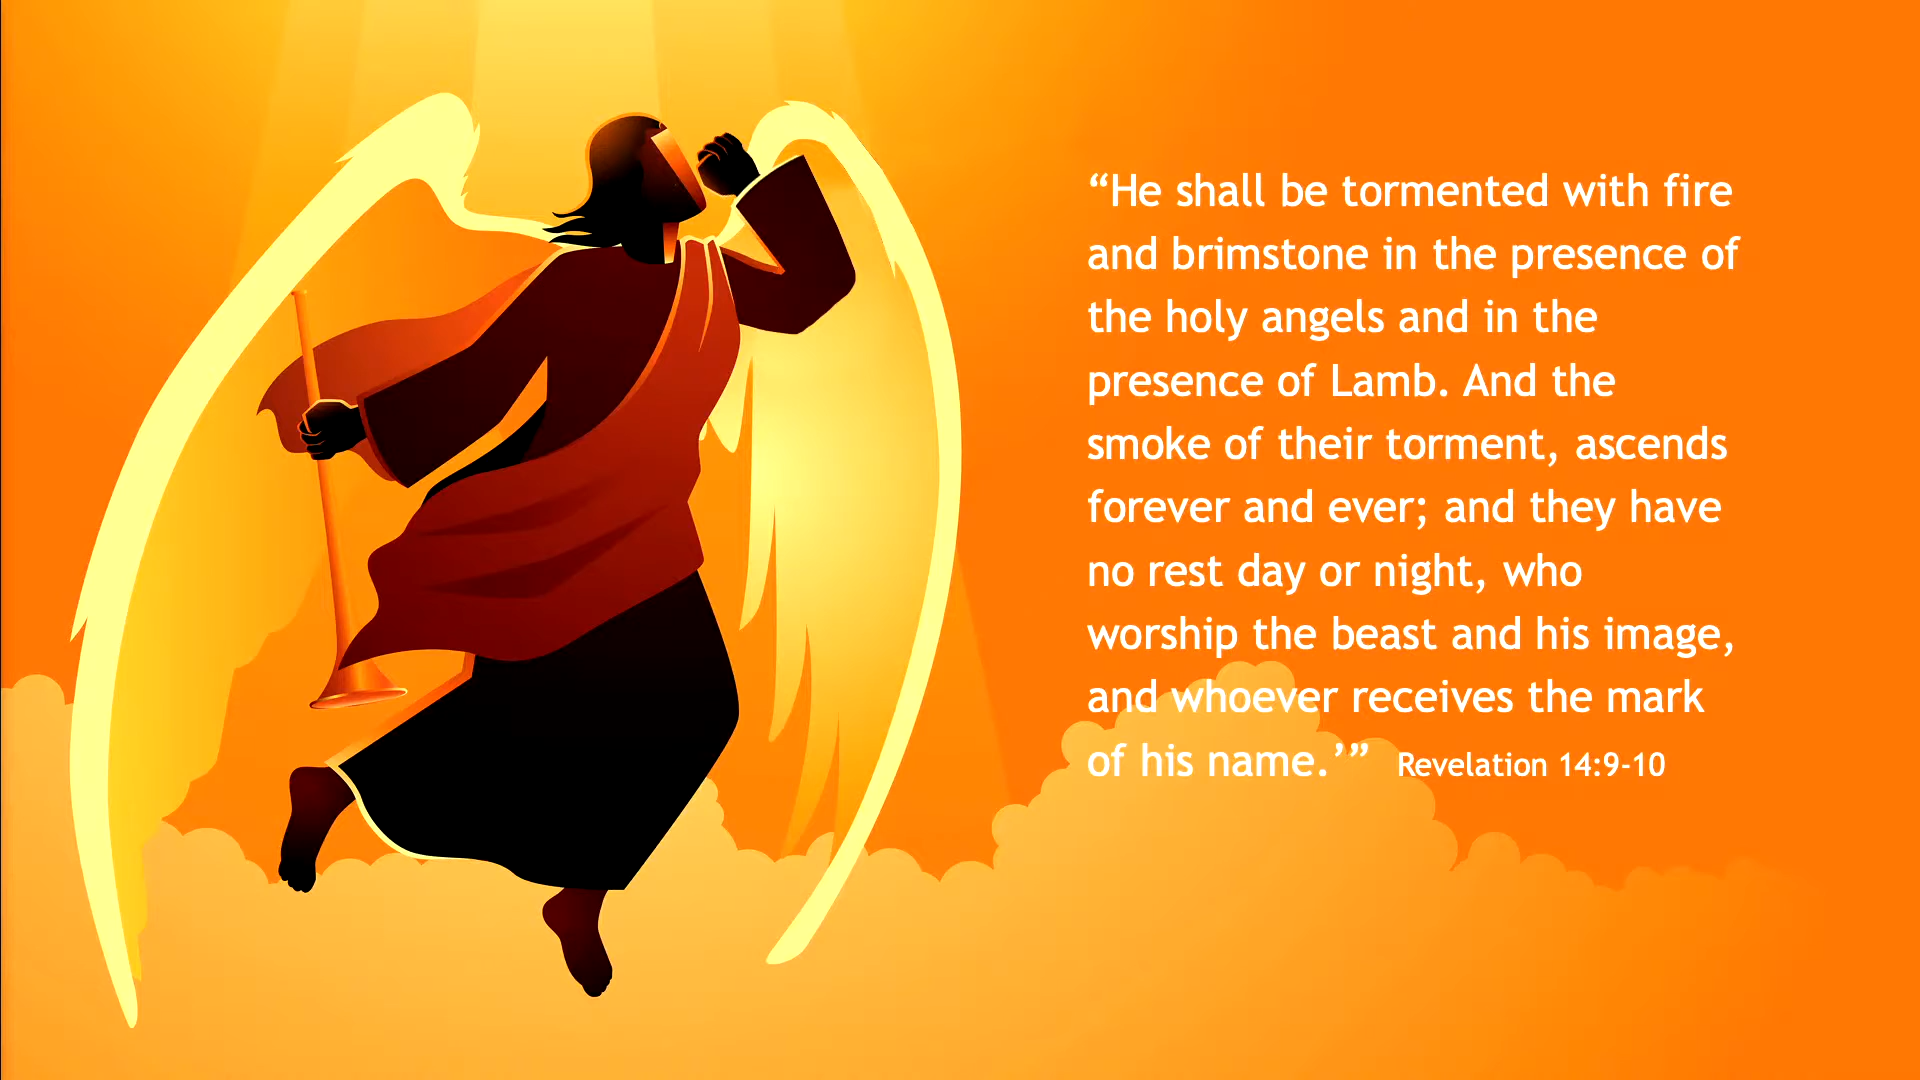 “He shall be tormented with fire
and brimstone in the presence of
the holy angels and in the
presence of Lamb. And the
smoke of their torment, ascends
forever and ever; and they have
no rest day or night, who
worship the beast and his image,
and whoever receives the mark
of his name.’” Revelation 14:9-10